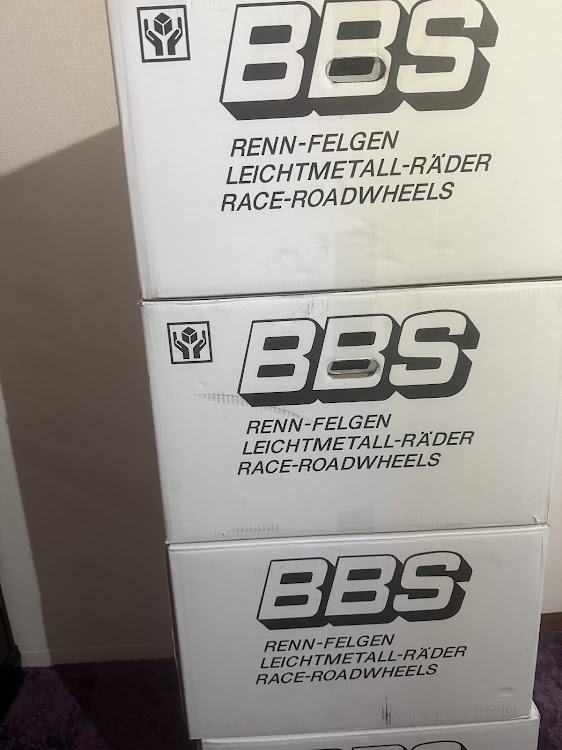 BBS
RENN-FELGEN
LEICHTMETALL-RÄDER
RACE-ROADWHEELS
BBS
RENN-FELGEN
LEICHTMETALL-RÄDER
RACE-ROADWHEELS
BBS
RENN-FELGEN
LEICHTMETALL-RÄDER
RACE-ROADWHEELS